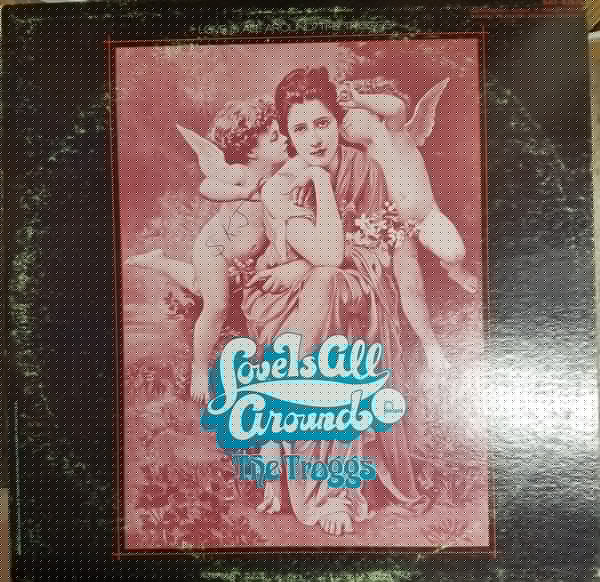 Love Is All
Around
The Troggs